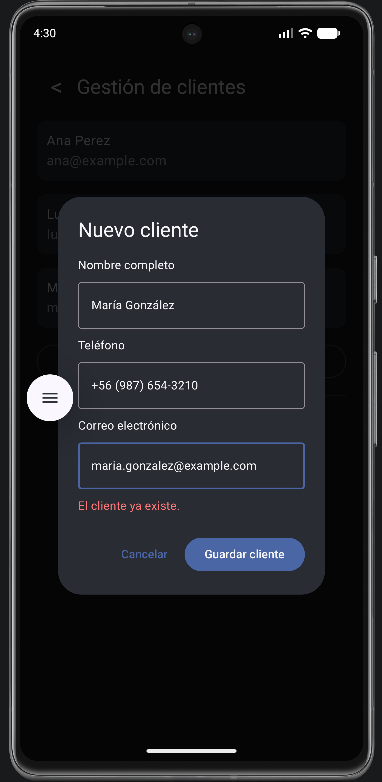 4:30
< Gestión de clientes
Ana Perez
ana@example.com
Nuevo cliente
Nombre completo
María González
Teléfono
+56 (987) 654-3210
Correo electrónico
maria.gonzalez@example.com
El cliente ya existe.
Cancelar
Guardar cliente